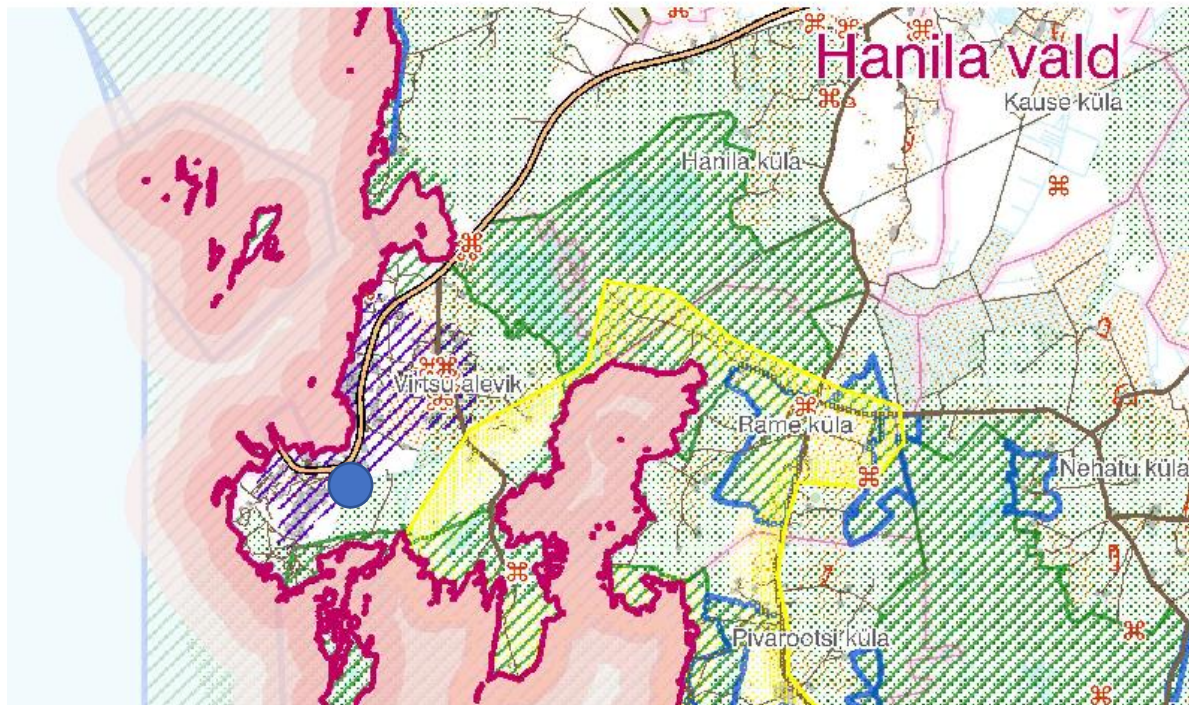 Hanila vald
Kause küla
Hanila küla
Virtsu alevik
Rame küla
Nehatu küla
Pivarootsi küla